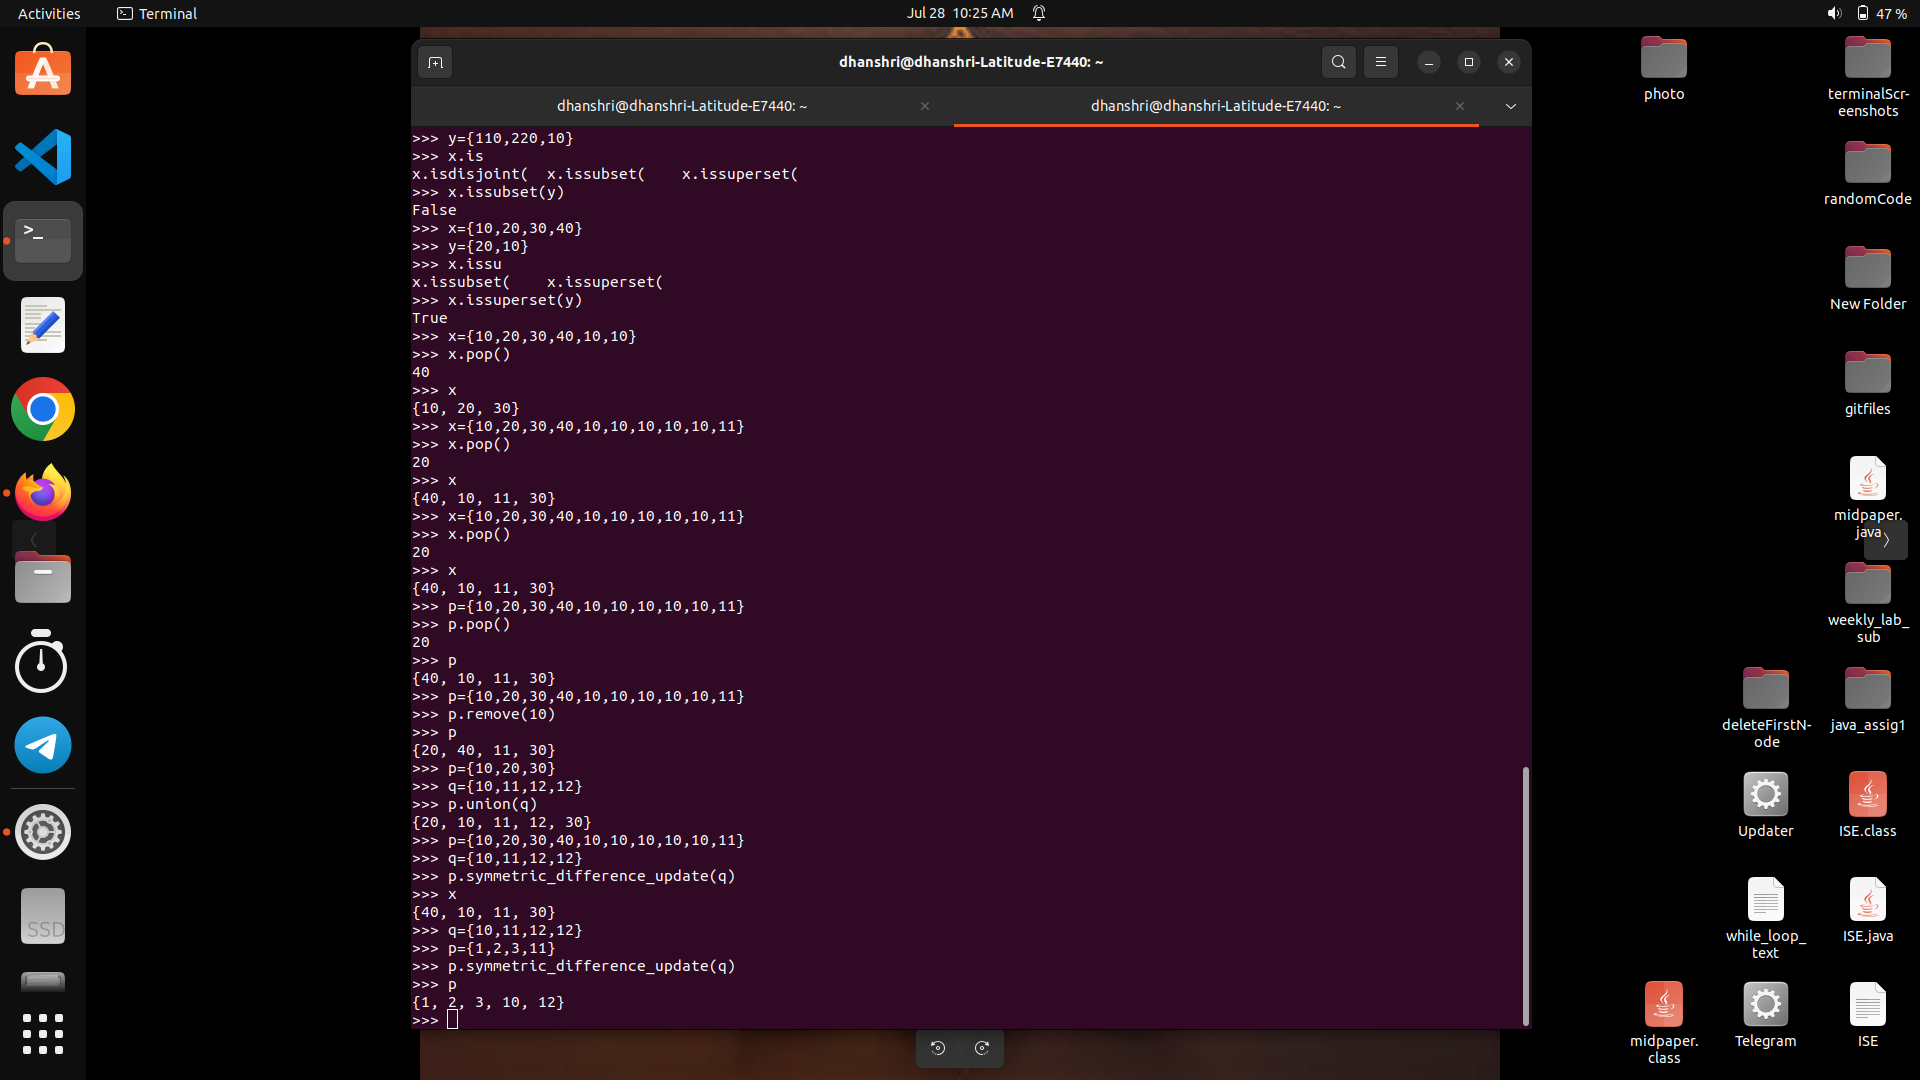 Activities
Terminal
Jul 28 10:25 AM
47 %
dhanshri@dhanshri-Latitude-E7440: ~
dhanshri@dhanshri-Latitude-E7440: ~
dhanshri@dhanshri-Latitude-E7440: ~
>>> y={110,220,10}
>>> x.is
x.isdisjoint(  x.issubset(    x.issuperset(
>>> x.issubset(y)
False
>>> x={10,20,30,40}
>>> y={20,10}
>>> x.issu
x.issubset(    x.issuperset(
>>> x.issuperset(y)
True
>>> x={10,20,30,40,10,10}
>>> x.pop()
40
>>> x
{10, 20, 30}
>>> x={10,20,30,40,10,10,10,10,10,11}
>>> x.pop()
20
>>> x
{40, 10, 11, 30}
>>> x={10,20,30,40,10,10,10,10,10,11}
>>> x.pop()
20
>>> x
{40, 10, 11, 30}
>>> p={10,20,30,40,10,10,10,10,10,11}
>>> p.pop()
20
>>> p
{40, 10, 11, 30}
>>> p={10,20,30,40,10,10,10,10,10,11}
>>> p.remove(10)
>>> p
{20, 40, 11, 30}
>>> p={10,20,30}
>>> q={10,11,12,12}
>>> p.union(q)
{20, 10, 11, 12, 30}
>>> p={10,20,30,40,10,10,10,10,10,11}
>>> q={10,11,12,12}
>>> p.symmetric_difference_update(q)
>>> x
{40, 10, 11, 30}
>>> q={10,11,12,12}
>>> p={1,2,3,11}
>>> p.symmetric_difference_update(q)
>>> p
{1, 2, 3, 10, 12}
>>>
>_
SSD
photo
terminalScr-
eenshots
randomCode
New Folder
gitfiles
midpaper.
java
weekly_lab_
sub
deleteFirstN-
ode
java_assig1
Updater
ISE.class
while_loop_
text
ISE.java
midpaper.
class
Telegram
ISE